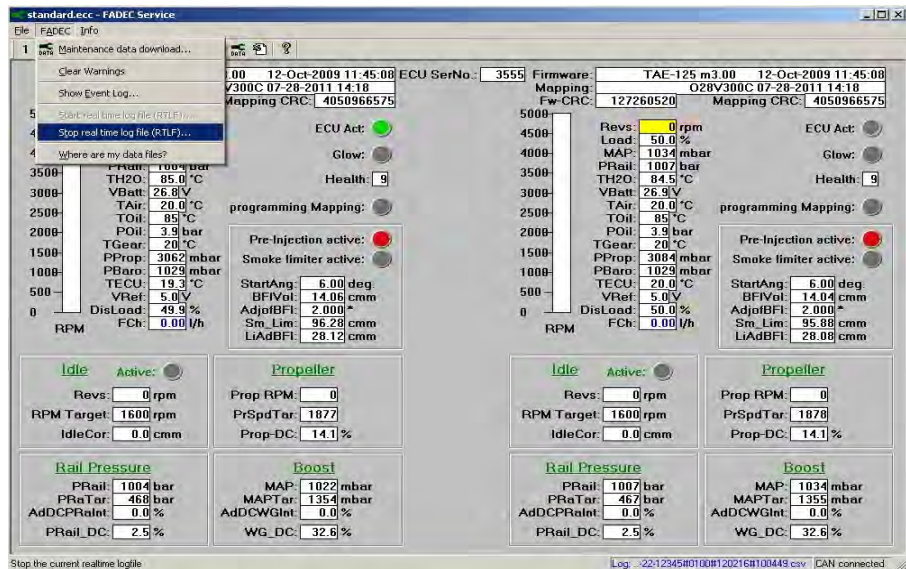 standard.ecc - FADEC Service
File FADEC Info
1
Maintenance data download...
Clear Warnings
Show Event Log...
Start real time log file (RTLF)...
Stop real time log file (RTLF)...
Where are my data files?
.00 12-Oct-2009 11:45:08
V300C 07-28-2011 14:18
Mapping CRC: 4050966575
ECU Act:
Glow:
PRail: 1004 bar
TH2O: 85.0 °C
Health: 9
VBatt: 26.8 V
TAir: 20.0 °C
programming Mapping:
TOil: 85 °C
POil: 3.9 bar
TGear: 20 °C
PProp: 3062 mbar
PBaro: 1029 mbar
TECU: 19.3 °C
VRef: 5.0 V
DisLoad: 49.9 %
FCh: 0.00 l/h
3500
3000
2500
2000
1500
1000
500
0
RPM
Pre-Injection active:
Smoke limiter active:
StartAng: 6.00 deg
BFIVol: 14.06 cmm
AdjofBFI: 2.000 °
Sm_Lim: 96.28 cmm
LiAdBFI: 28.12 cmm
Idle Active:
Revs: 0 rpm
RPM Target: 1600 rpm
IdleCor: 0.0 cmm
Propeller
Prop RPM: 0
PrSpdTar: 1877
Prop-DC: 14.1 %
Rail Pressure
PRail: 1004 bar
PRaTar: 468 bar
AdDCPRaInt: 0.0 %
PRail_DC: 2.5 %
Boost
MAP: 1022 mbar
MAPTar: 1354 mbar
AdDCWGInt: 0.0 %
WG_DC: 32.6 %
ECU SerNo.: 3555
Firmware: TAE-125 m3.00 12-Oct-2009 11:45:08
Mapping: O28V300C 07-28-2011 14:18
Fw-CRC: 127260520 Mapping CRC: 4050966575
5000
4500
4000
3500
3000
2500
2000
1500
1000
500
0
RPM
Revs: 0 rpm
Load: 50.0 %
MAP: 1034 mbar
PRail: 1007 bar
TH2O: 84.5 °C
VBatt: 26.9 V
TAir: 20.0 °C
TOil: 85 °C
POil: 3.9 bar
TGear: 20 °C
PProp: 3084 mbar
PBaro: 1029 mbar
TECU: 20.0 °C
VRef: 5.0 V
DisLoad: 50.0 %
FCh: 0.00 l/h
ECU Act:
Glow:
Health: 9
programming Mapping:
Pre-Injection active:
Smoke limiter active:
StartAng: 6.00 deg
BFIVol: 14.04 cmm
AdjofBFI: 2.000 °
Sm_Lim: 95.88 cmm
LiAdBFI: 28.08 cmm
Idle Active:
Revs: 0 rpm
RPM Target: 1600 rpm
IdleCor: 0.0 cmm
Propeller
Prop RPM: 0
PrSpdTar: 1878
Prop-DC: 14.1 %
Rail Pressure
PRail: 1007 bar
PRaTar: 467 bar
AdDCPRaInt: 0.0 %
PRail_DC: 2.5 %
Boost
MAP: 1034 mbar
MAPTar: 1355 mbar
AdDCWGInt: 0.0 %
WG_DC: 32.6 %
Stop the current realtime logfile
Log: -22-12345#0100#120216#100449.csv
CAN connected